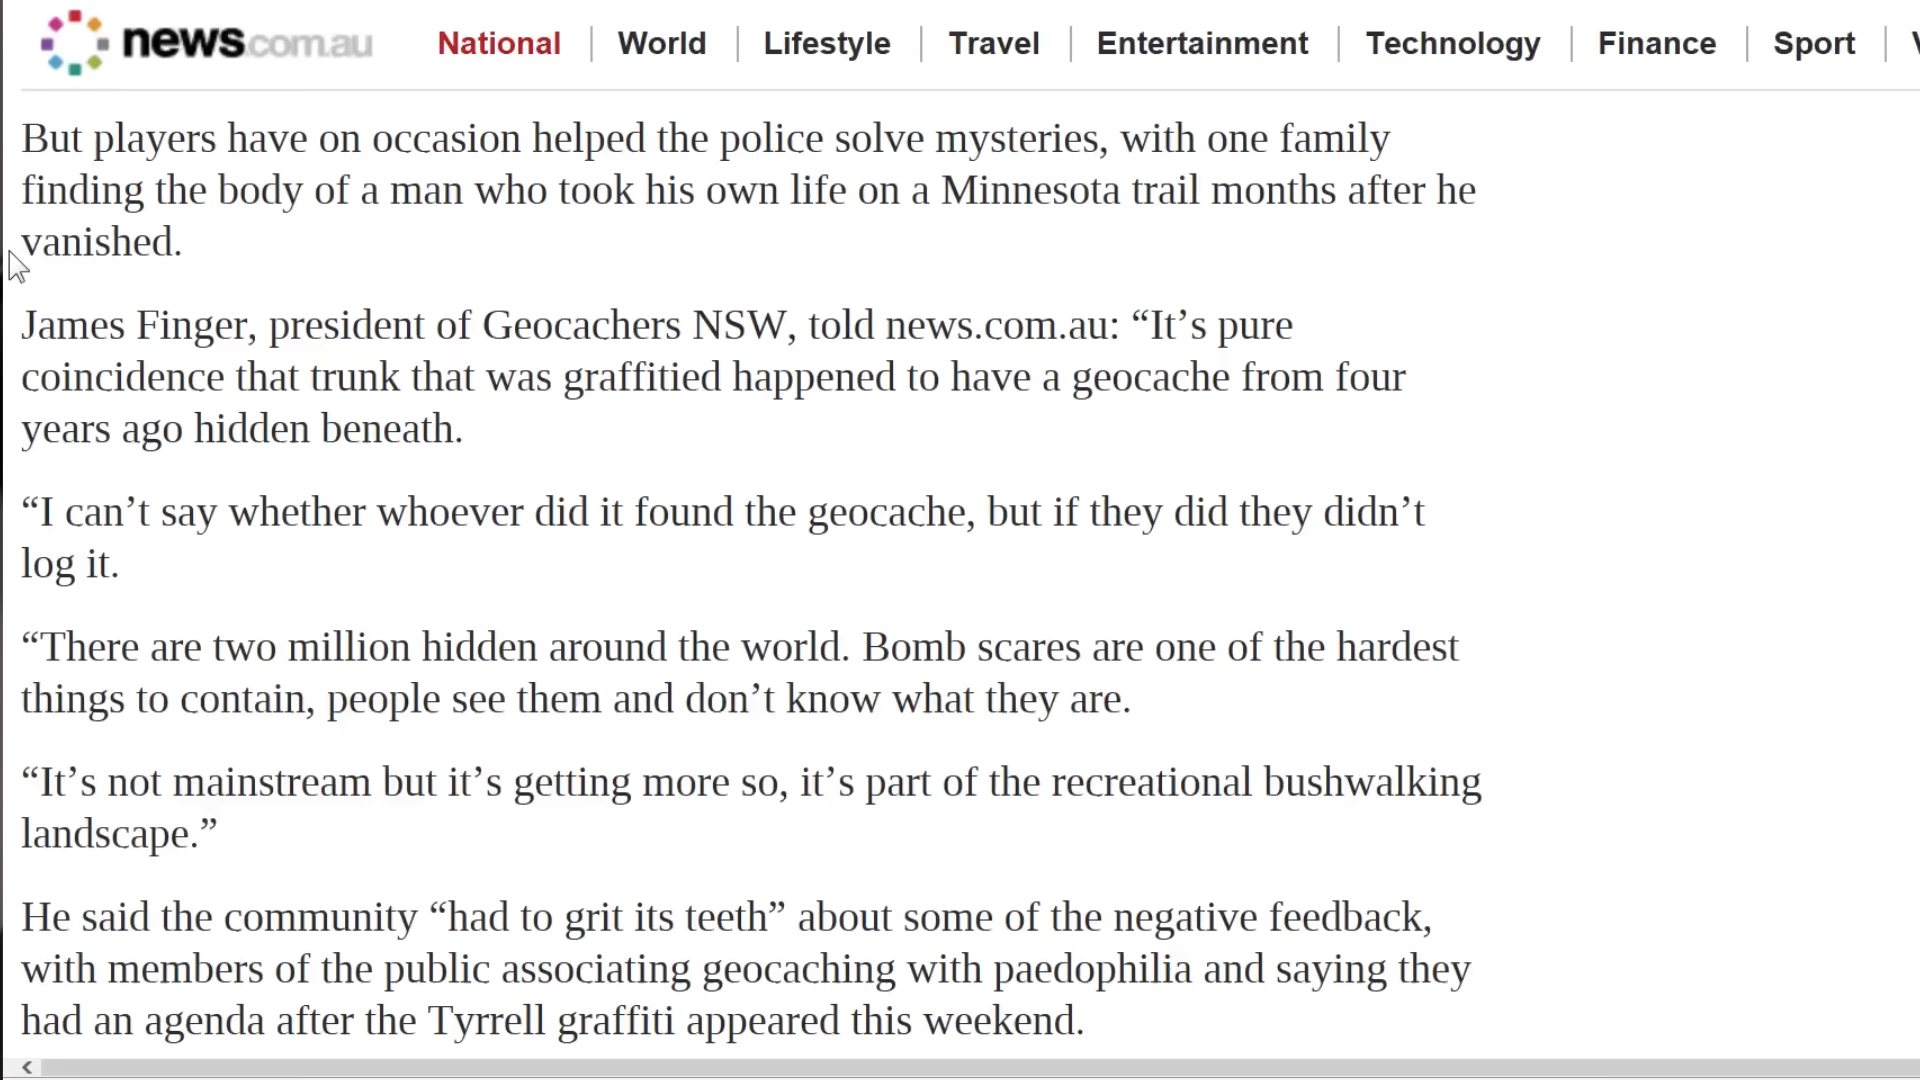 news.com.au National World Lifestyle Travel Entertainment Technology Finance Sport
But players have on occasion helped the police solve mysteries, with one family
finding the body of a man who took his own life on a Minnesota trail months after he
vanished.
James Finger, president of Geocachers NSW, told news.com.au: “It’s pure
coincidence that trunk that was graffitied happened to have a geocache from four
years ago hidden beneath.
“I can’t say whether whoever did it found the geocache, but if they did they didn’t
log it.
“There are two million hidden around the world. Bomb scares are one of the hardest
things to contain, people see them and don’t know what they are.
“It’s not mainstream but it’s getting more so, it’s part of the recreational bushwalking
landscape.”
He said the community “had to grit its teeth” about some of the negative feedback,
with members of the public associating geocaching with paedophilia and saying they
had an agenda after the Tyrrell graffiti appeared this weekend.